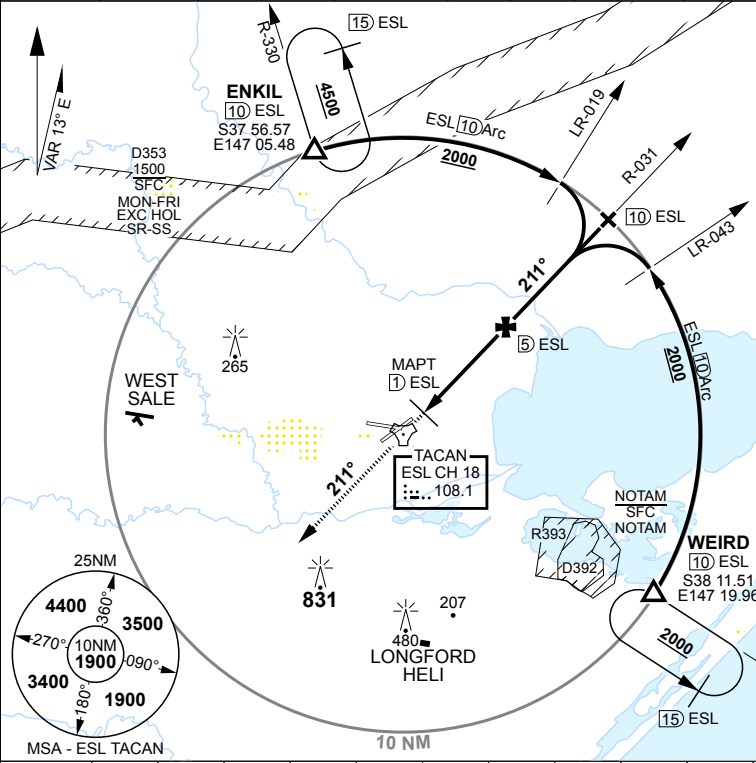 15 ESL
R-330
4500
ENKIL
10 ESL
S37 56.57
E147 05.48
VAR 13° E
D353
1500
SFC
MON-FRI
EXC HOL
SR-SS
ESL 10 Arc
2000
LR-019
R-031
10 ESL
LR-043
211°
5 ESL
ESL 10 Arc
2000
265
MAPT
1 ESL
WEST
SALE
TACAN
ESL CH 18
108.1
211°
NOTAM
SFC
NOTAM
R393
D392
WEIRD
10 ESL
S38 11.51
E147 19.96
2000
15 ESL
831
207
480
LONGFORD
HELI
25NM
4400
360°
3500
270°
10NM
1900
090°
3400
180°
1900
MSA - ESL TACAN
10 NM